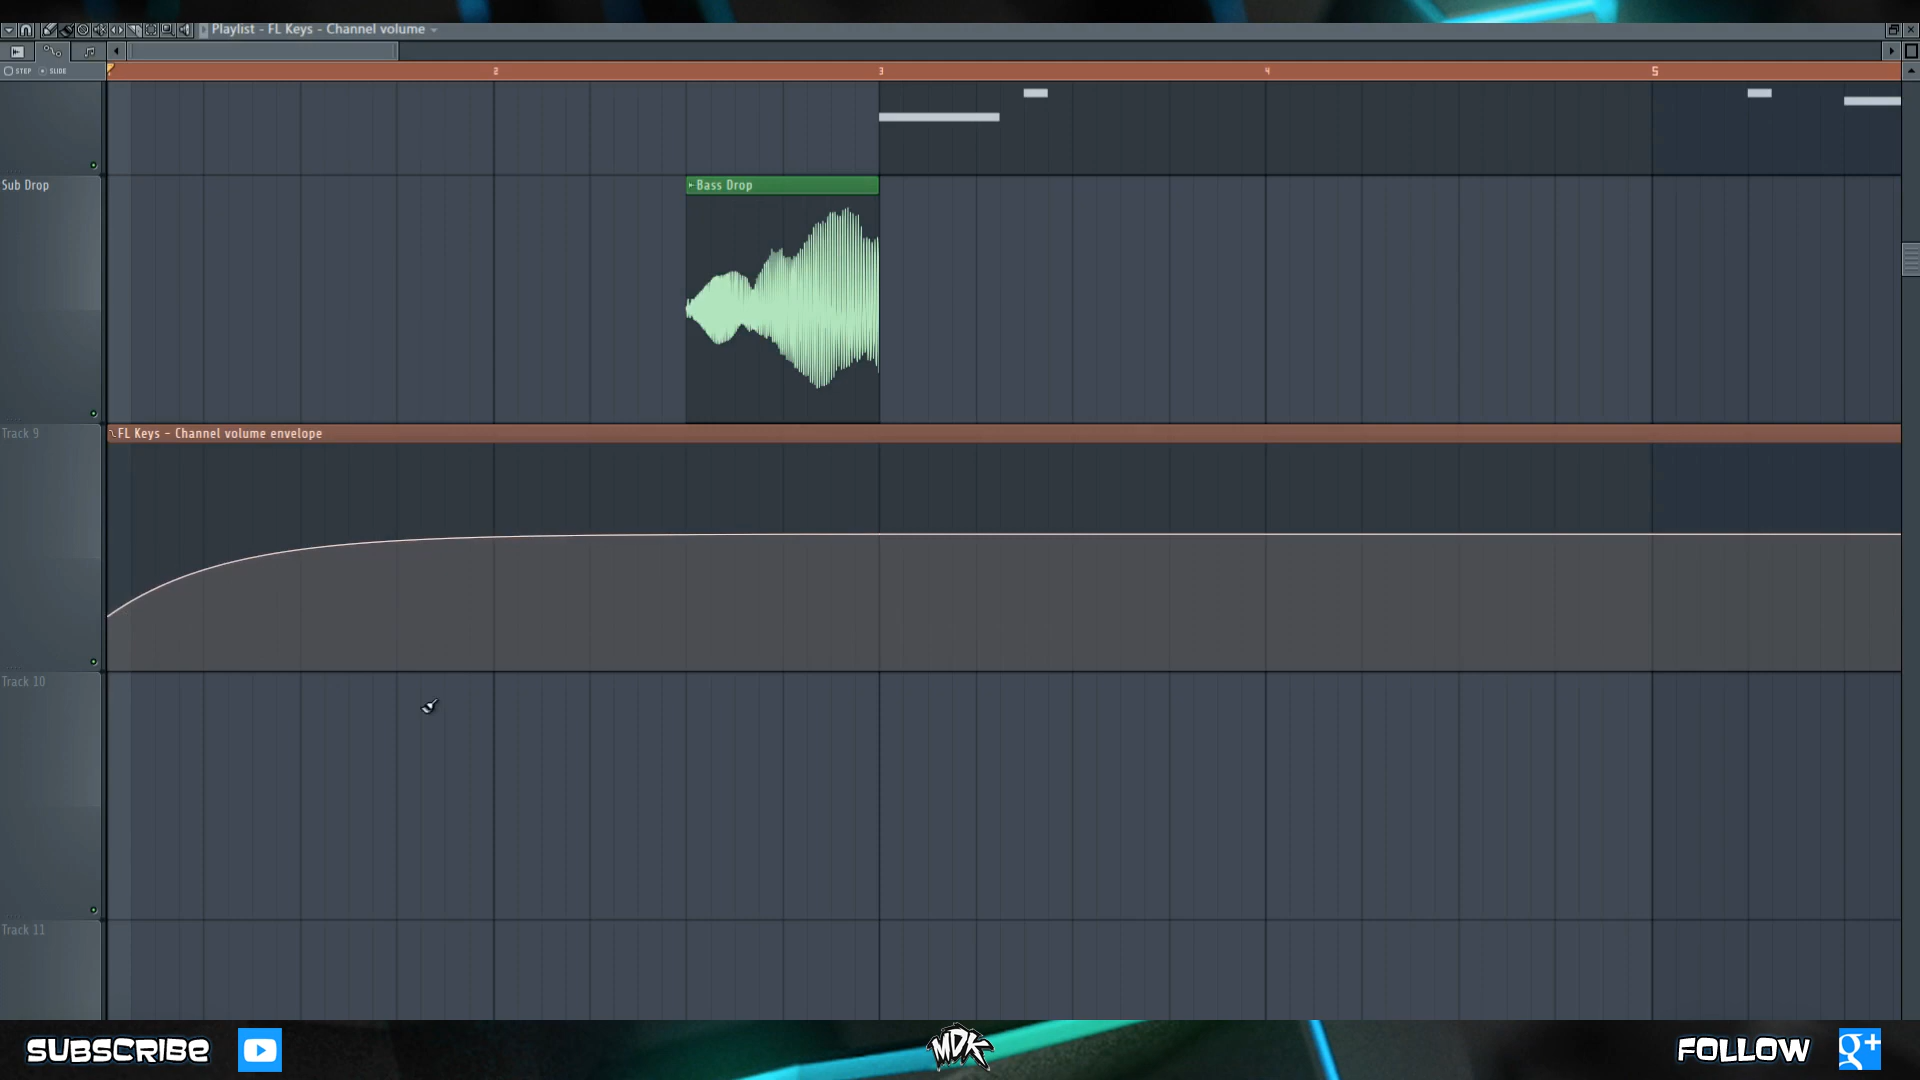 Playlist - FL Keys - Channel volume
STEP SLIDE
2 3 4 5
Sub Drop
Bass Drop
Track 9
FL Keys - Channel volume envelope
Track 10
Track 11
SUBSCRIBE
MDK
FOLLOW
g+